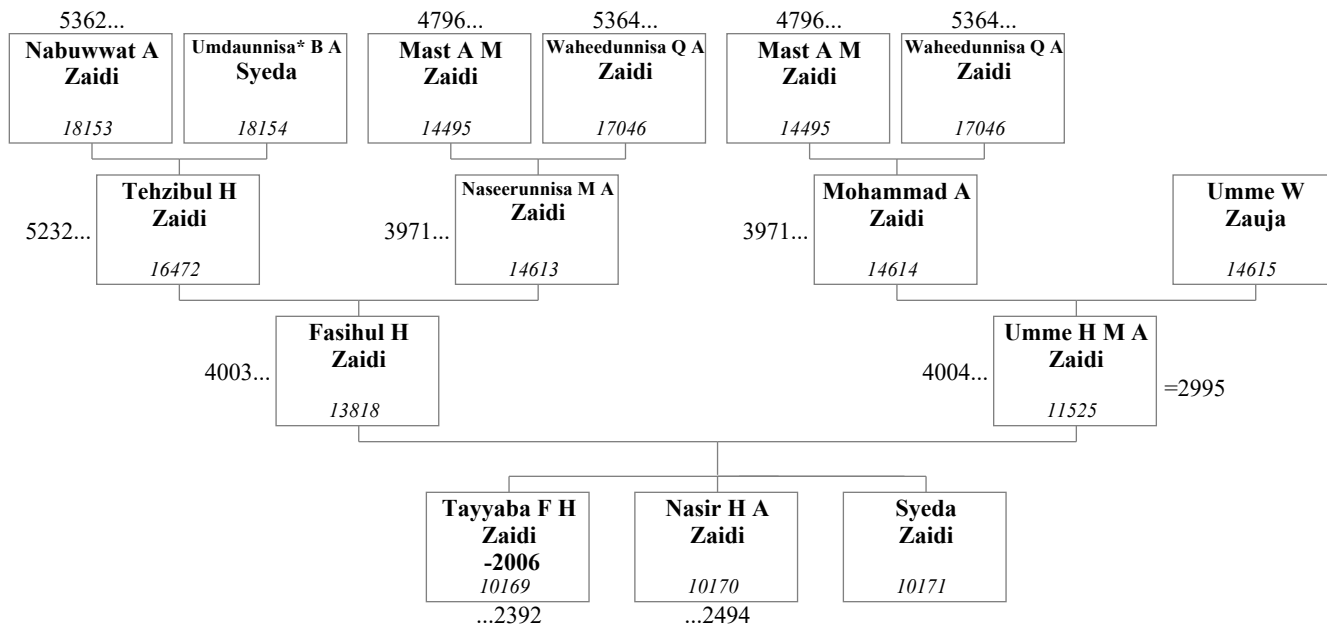 5362...
4796...
5364...
4796...
5364...
Nabuwwat A
Zaidi
18153
Umdaunnisa* B A
Syeda
18154
Mast A M
Zaidi
14495
Waheedunnisa Q A
Zaidi
17046
Mast A M
Zaidi
14495
Waheedunnisa Q A
Zaidi
17046
5232...
Tehzibul H
Zaidi
16472
3971...
Naseerunnisa M A
Zaidi
14613
3971...
Mohammad A
Zaidi
14614
Umme W
Zauja
14615
4003...
Fasihul H
Zaidi
13818
4004...
Umme H M A
Zaidi
11525
=2995
Tayyaba F H
Zaidi
-2006
10169
...2392
Nasir H A
Zaidi
10170
...2494
Syeda
Zaidi
10171